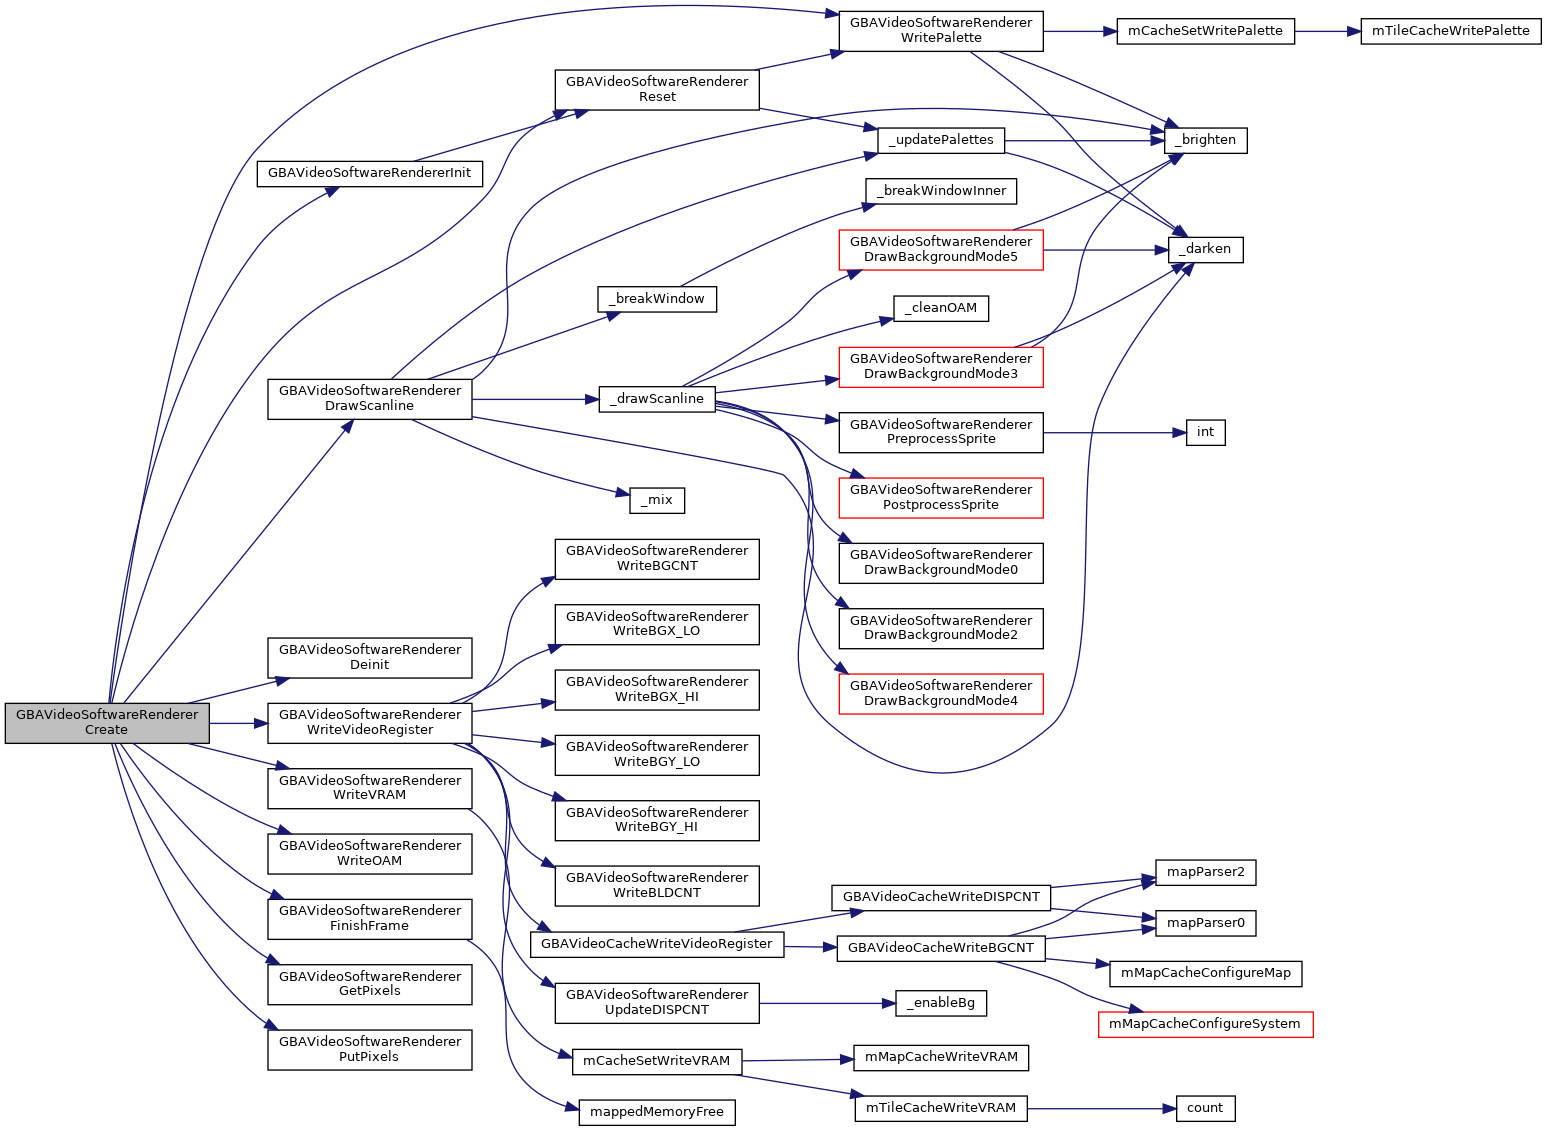 GBAVideoSoftwareRenderer
Create
GBAVideoSoftwareRendererInit
GBAVideoSoftwareRenderer
DrawScanline
GBAVideoSoftwareRenderer
Deinit
GBAVideoSoftwareRenderer
WriteVideoRegister
GBAVideoSoftwareRenderer
WriteVRAM
GBAVideoSoftwareRenderer
WriteOAM
GBAVideoSoftwareRenderer
FinishFrame
GBAVideoSoftwareRenderer
GetPixels
GBAVideoSoftwareRenderer
PutPixels
GBAVideoSoftwareRenderer
Reset
_breakWindow
_drawScanline
_mix
GBAVideoSoftwareRenderer
WriteBGCNT
GBAVideoSoftwareRenderer
WriteBGX_LO
GBAVideoSoftwareRenderer
WriteBGX_HI
GBAVideoSoftwareRenderer
WriteBGY_LO
GBAVideoSoftwareRenderer
WriteBGY_HI
GBAVideoSoftwareRenderer
WriteBLDCNT
GBAVideoCacheWriteVideoRegister
GBAVideoSoftwareRenderer
UpdateDISPCNT
mCacheSetWriteVRAM
mappedMemoryFree
GBAVideoSoftwareRenderer
WritePalette
_updatePalettes
_breakWindowInner
GBAVideoSoftwareRenderer
DrawBackgroundMode5
_cleanOAM
GBAVideoSoftwareRenderer
DrawBackgroundMode3
GBAVideoSoftwareRenderer
PreprocessSprite
GBAVideoSoftwareRenderer
PostprocessSprite
GBAVideoSoftwareRenderer
DrawBackgroundMode0
GBAVideoSoftwareRenderer
DrawBackgroundMode2
GBAVideoSoftwareRenderer
DrawBackgroundMode4
GBAVideoCacheWriteDISPCNT
GBAVideoCacheWriteBGCNT
_enableBg
mMapCacheWriteVRAM
mTileCacheWriteVRAM
mCacheSetWritePalette
_brighten
_darken
int
mapParser2
mapParser0
mMapCacheConfigureMap
mMapCacheConfigureSystem
count
mTileCacheWritePalette